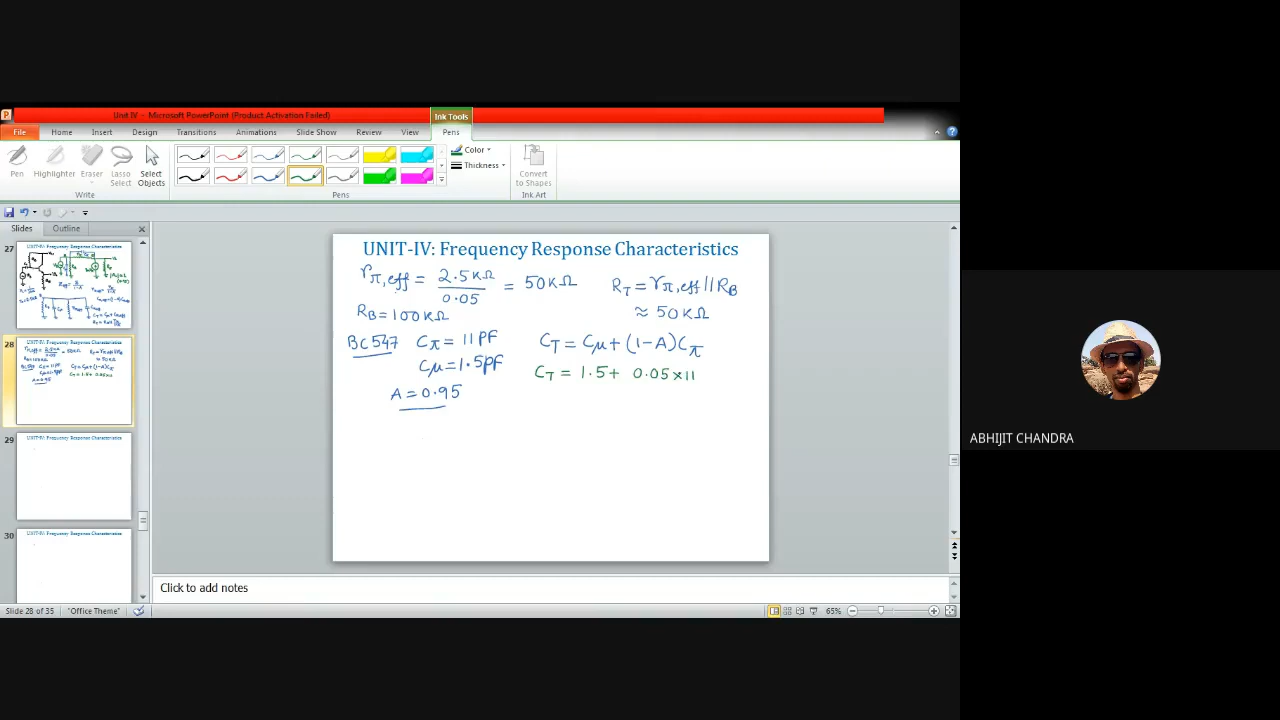 Unit IV - Microsoft PowerPoint (Product Activation Failed)
Ink Tools
File Home Insert Design Transitions Animations Slide Show Review View Pens
Pen Highlighter Eraser Lasso Select Select Objects
Color
Thickness
Convert to Shapes
Write Pens Ink Art
Slides Outline
27
28
29
30
UNIT-IV: Frequency Response Characteristics
rπ,eff = 2.5KΩ / 0.05 = 50KΩ
RT = rπ,eff // RB
RB = 100KΩ
≈ 50KΩ
BC547 Cπ = 11PF
CT = Cμ + (1-A)Cπ
Cμ = 1.5pF
CT = 1.5 + 0.05×11
A = 0.95
Click to add notes
Slide 28 of 35 "Office Theme" 65%
ABHIJIT CHANDRA